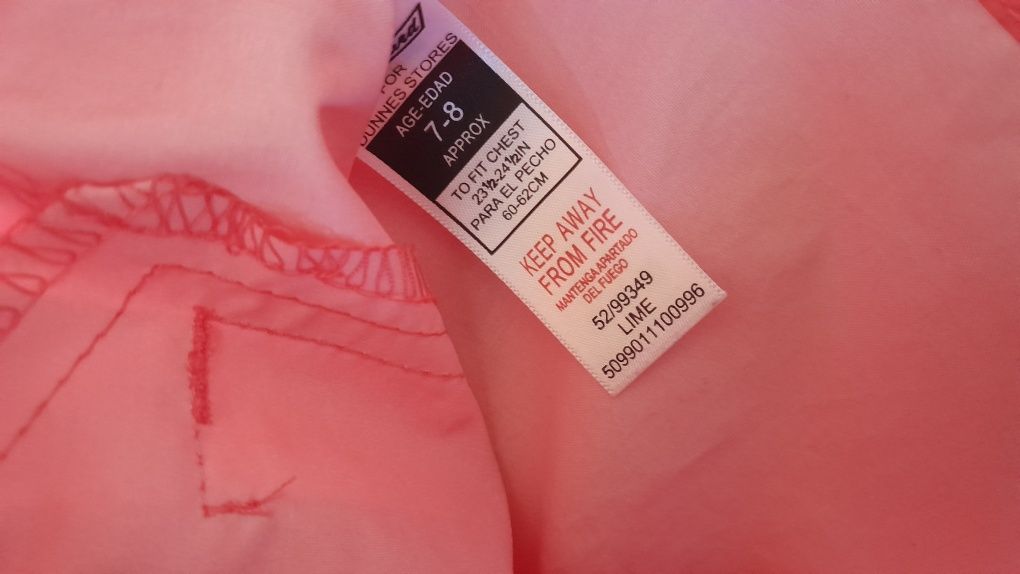 FOR
DUNNES STORES
AGE-EDAD
7-8
APPROX
TO FIT CHEST
23½-24½IN
PARA EL PECHO
60-62CM
KEEP AWAY
FROM FIRE
MANTENGA APARTADO
DEL FUEGO
52/99349
LIME
5099011100996